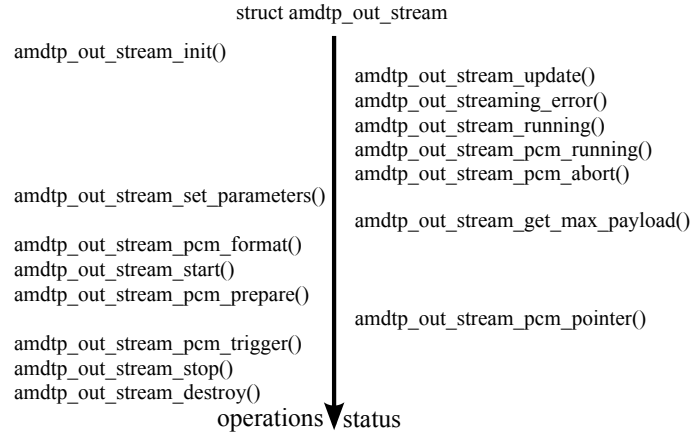 struct amdtp_out_stream
amdtp_out_stream_init()
amdtp_out_stream_update()
amdtp_out_streaming_error()
amdtp_out_stream_running()
amdtp_out_stream_pcm_running()
amdtp_out_stream_pcm_abort()
amdtp_out_stream_set_parameters()
amdtp_out_stream_get_max_payload()
amdtp_out_stream_pcm_format()
amdtp_out_stream_start()
amdtp_out_stream_pcm_prepare()
amdtp_out_stream_pcm_pointer()
amdtp_out_stream_pcm_trigger()
amdtp_out_stream_stop()
amdtp_out_stream_destroy()
operations status